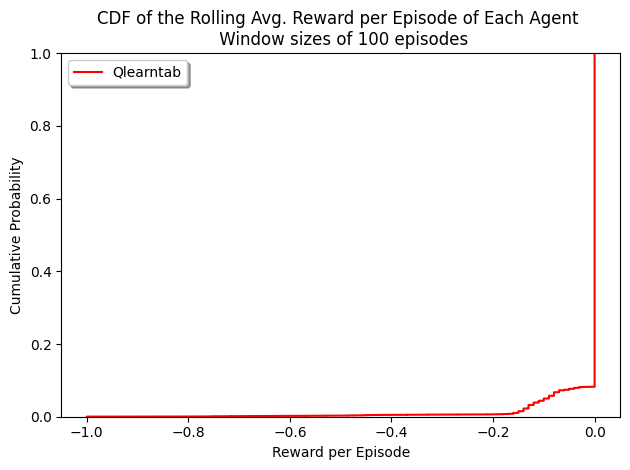 CDF of the Rolling Avg. Reward per Episode of Each Agent
Window sizes of 100 episodes
Qlearntab
Cumulative Probability
1.0
0.8
0.6
0.4
0.2
0.0
−1.0
−0.8
−0.6
−0.4
−0.2
0.0
Reward per Episode